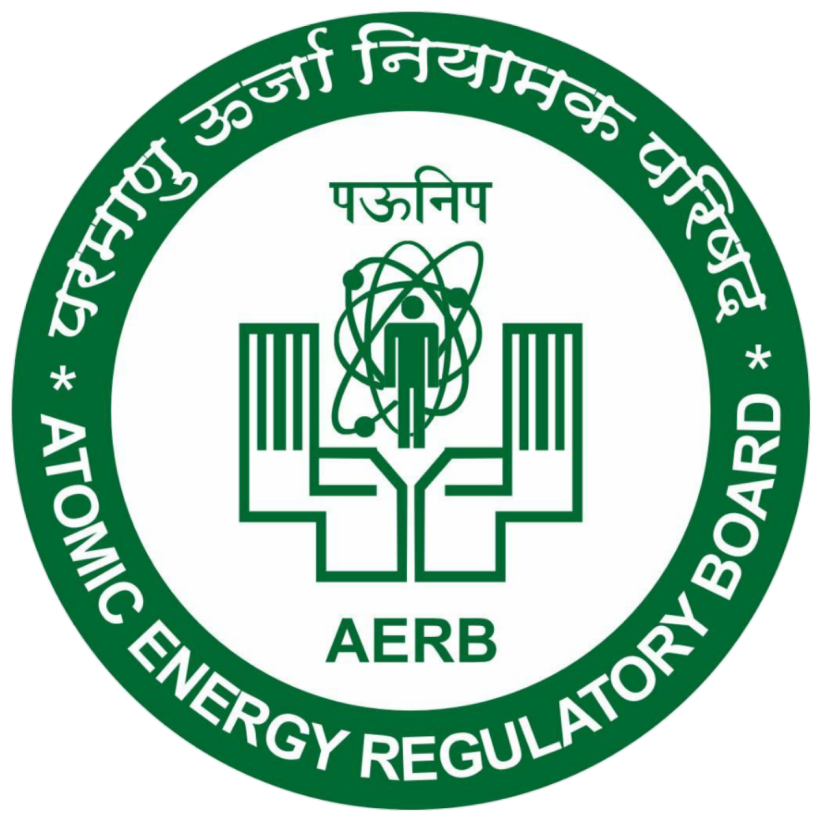 परमाणु ऊर्जा नियामक परिषद
पऊनिप
AERB
* ATOMIC ENERGY REGULATORY BOARD *